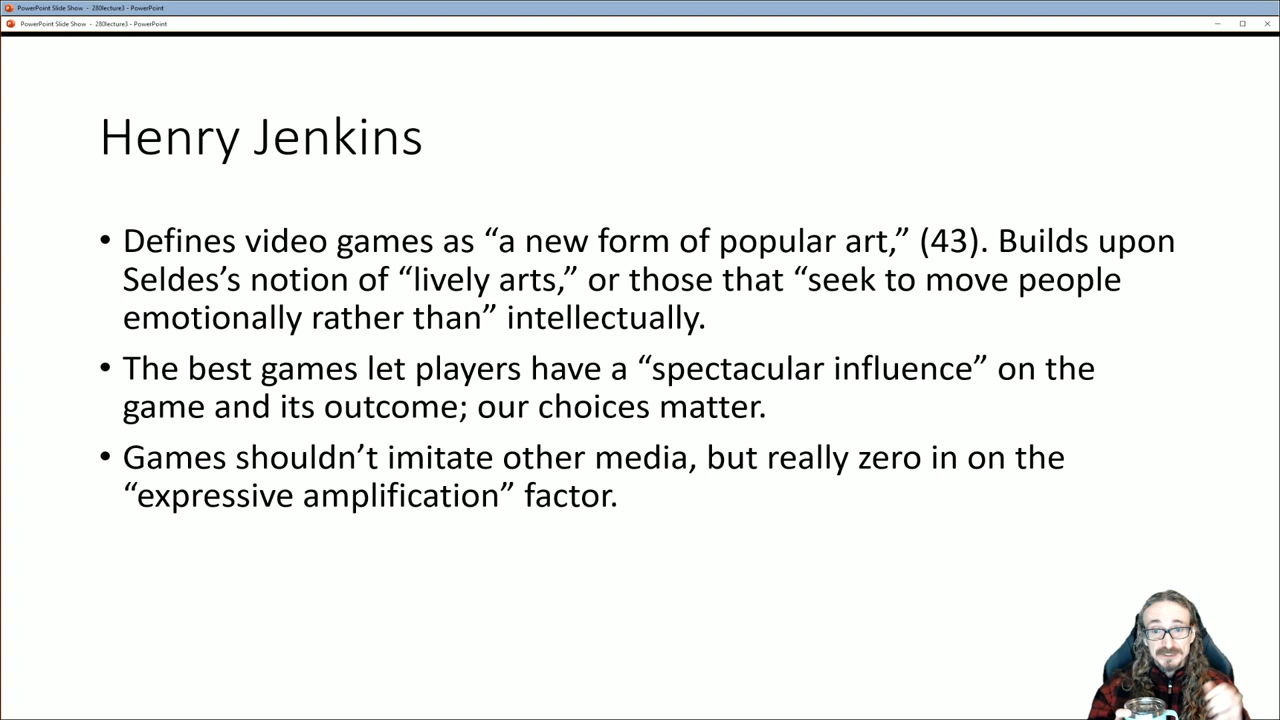 PowerPoint Slide Show - 280lecture3 - PowerPoint
PowerPoint Slide Show - 280lecture3 - PowerPoint
Henry Jenkins
• Defines video games as “a new form of popular art,” (43). Builds upon
Seldes’s notion of “lively arts,” or those that “seek to move people
emotionally rather than” intellectually.
• The best games let players have a “spectacular influence” on the
game and its outcome; our choices matter.
• Games shouldn’t imitate other media, but really zero in on the
“expressive amplification” factor.